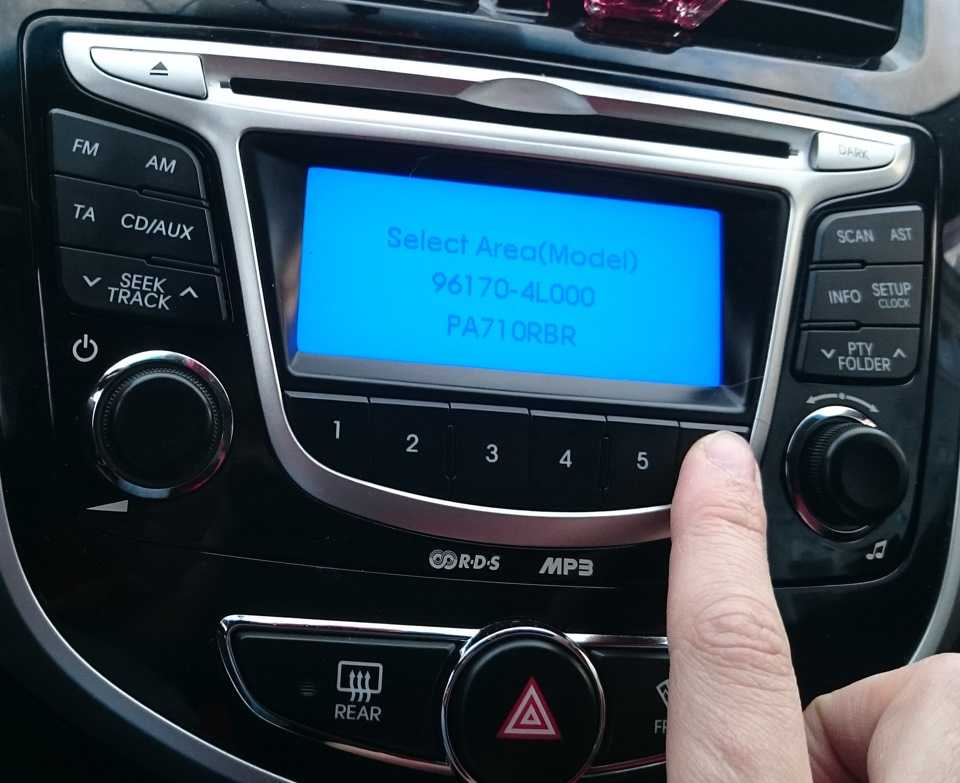 DARK
FM AM
TA CD/AUX
SEEK
TRACK
Select Area(Model)
96170-4L000
PA710RBR
SCAN AST
INFO SETUP
CLOCK
PTY
FOLDER
1 2 3 4 5
R·D·S MP3
REAR